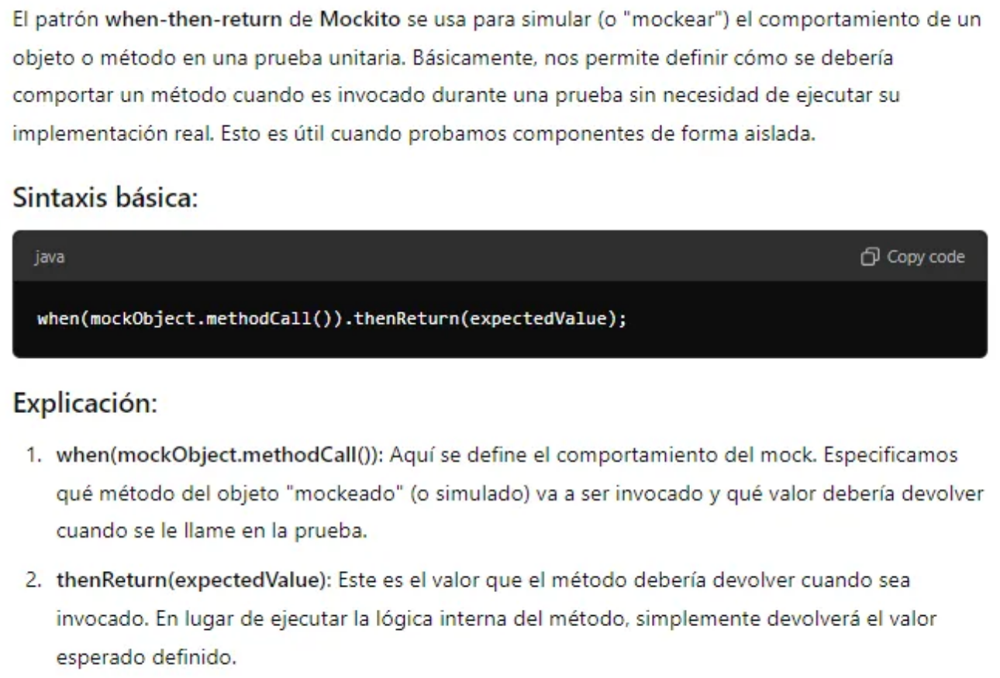 El patrón when-then-return de Mockito se usa para simular (o "mockear") el comportamiento de un
objeto o método en una prueba unitaria. Básicamente, nos permite definir cómo se debería
comportar un método cuando es invocado durante una prueba sin necesidad de ejecutar su
implementación real. Esto es útil cuando probamos componentes de forma aislada.
Sintaxis básica:
java
Copy code
when(mockObject.methodCall()).thenReturn(expectedValue);
Explicación:
1. when(mockObject.methodCall()): Aquí se define el comportamiento del mock. Especificamos
qué método del objeto "mockeado" (o simulado) va a ser invocado y qué valor debería devolver
cuando se le llame en la prueba.
2. thenReturn(expectedValue): Este es el valor que el método debería devolver cuando sea
invocado. En lugar de ejecutar la lógica interna del método, simplemente devolverá el valor
esperado definido.